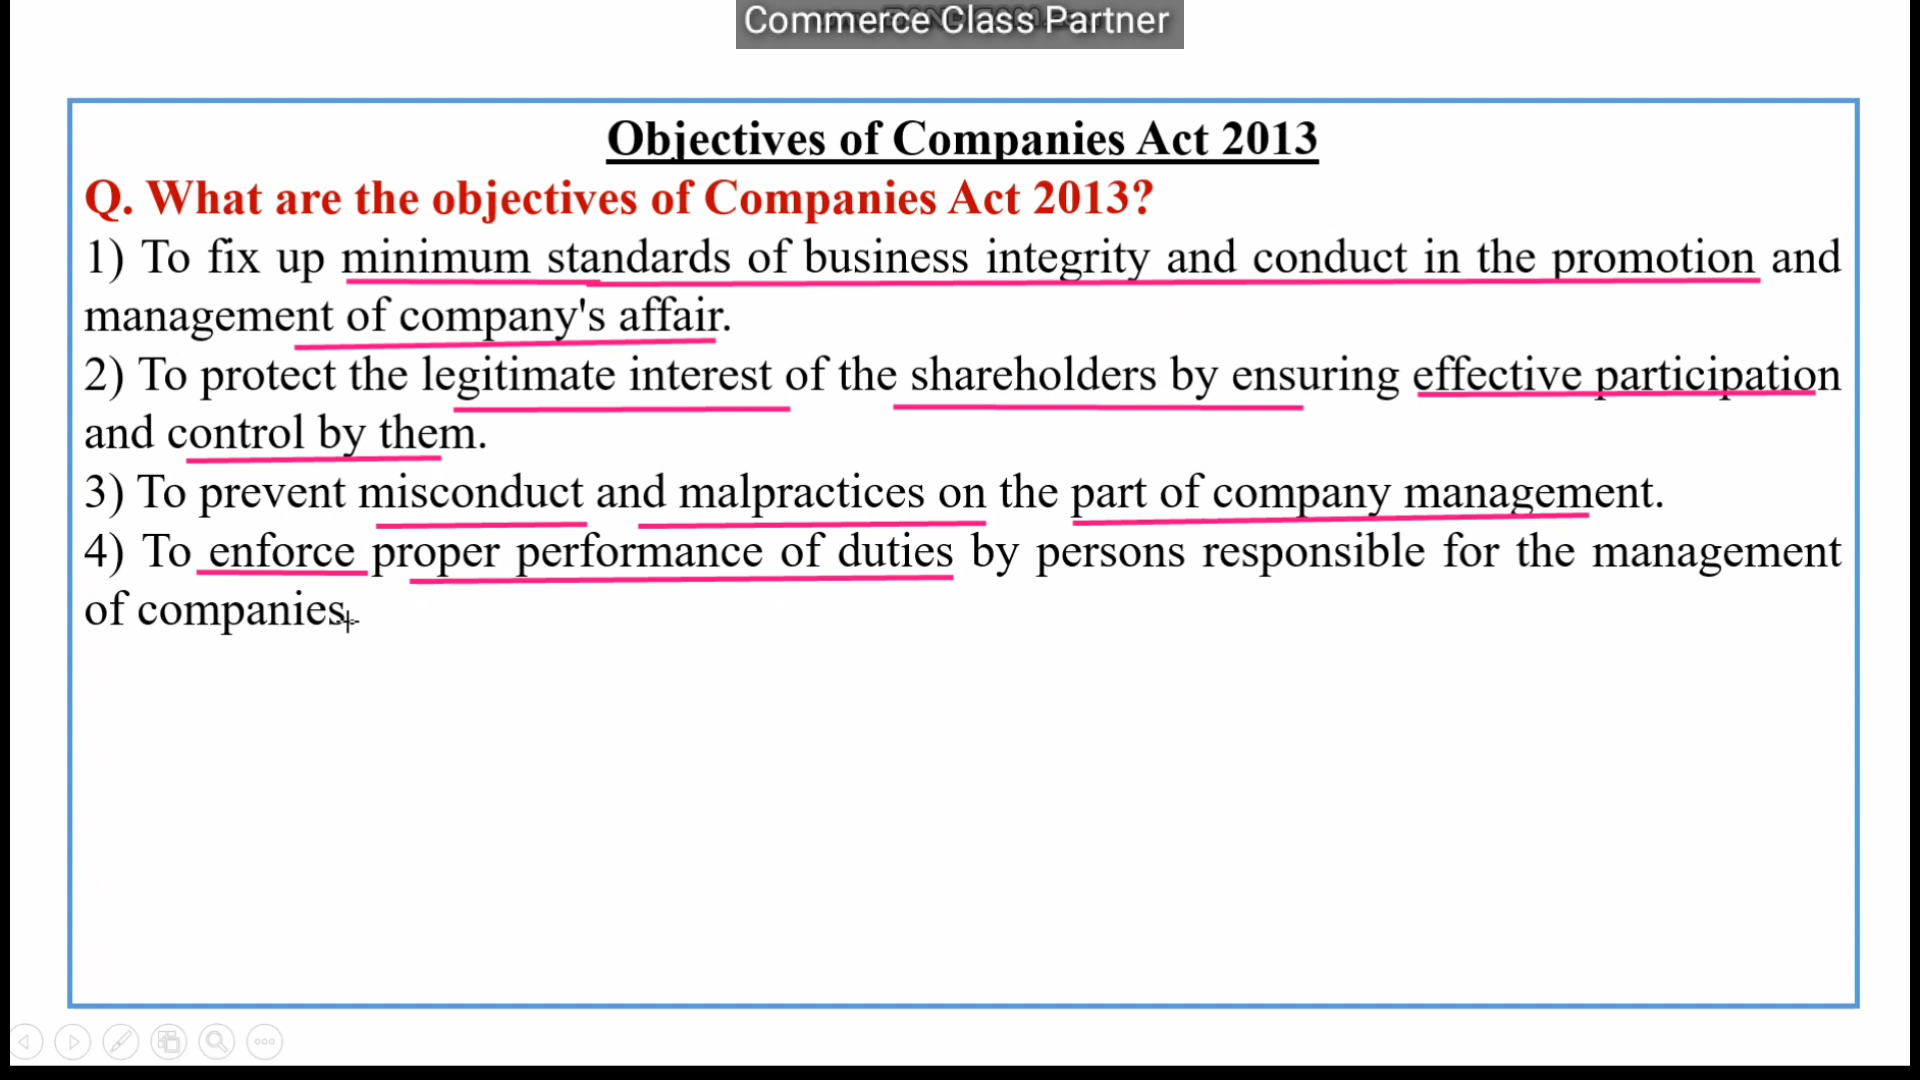 Commerce Class Partner
Objectives of Companies Act 2013
Q. What are the objectives of Companies Act 2013?
1) To fix up minimum standards of business integrity and conduct in the promotion and
management of company's affair.
2) To protect the legitimate interest of the shareholders by ensuring effective participation
and control by them.
3) To prevent misconduct and malpractices on the part of company management.
4) To enforce proper performance of duties by persons responsible for the management
of companies.